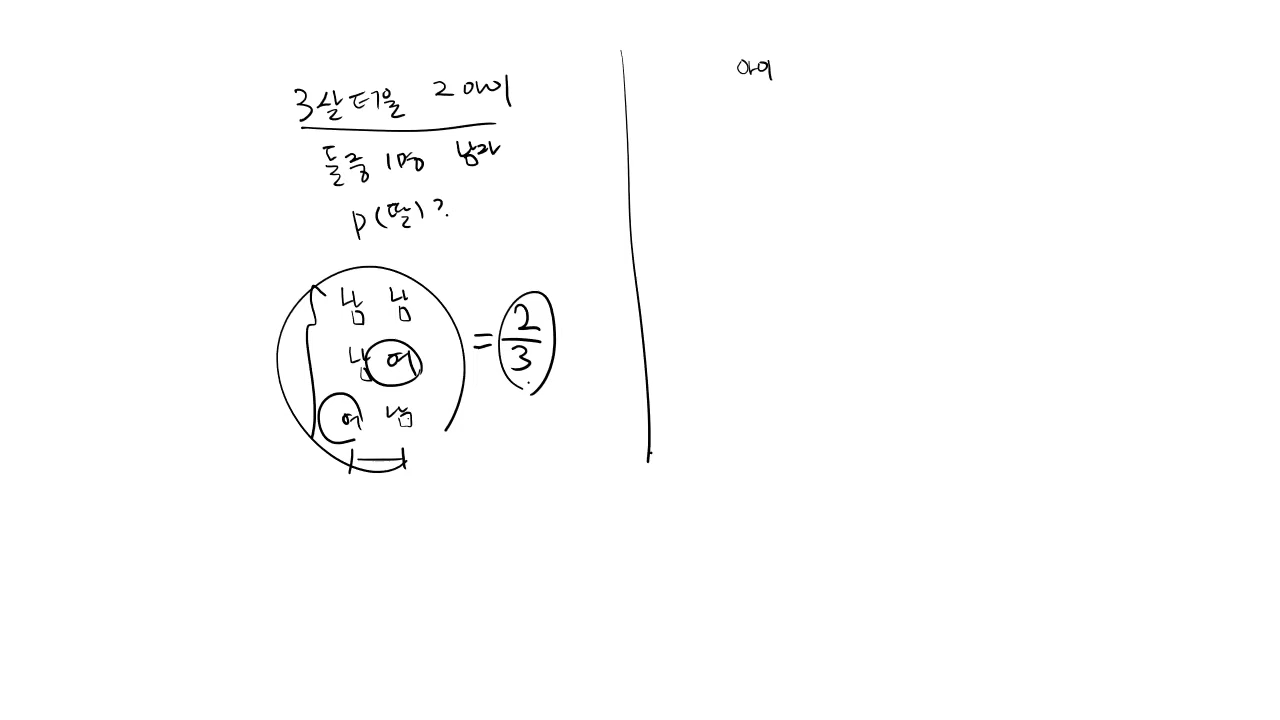 3살 터울 2아이
둘중 1명 남자
P(딸)?
남 남
남 여
여 남
= 2/3
아이